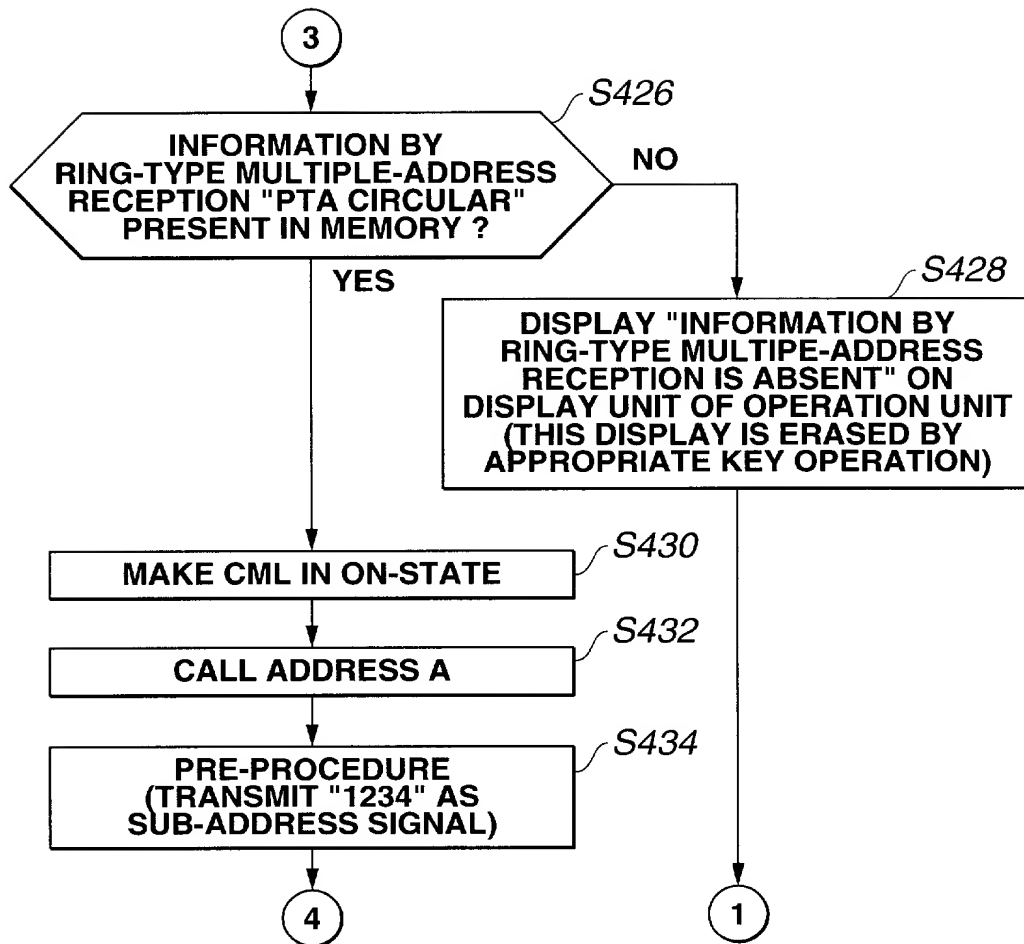 3
S426
INFORMATION BY
RING-TYPE MULTIPLE-ADDRESS
RECEPTION "PTA CIRCULAR"
PRESENT IN MEMORY ?
NO
YES
S428
DISPLAY "INFORMATION BY
RING-TYPE MULTIPE-ADDRESS
RECEPTION IS ABSENT" ON
DISPLAY UNIT OF OPERATION UNIT
(THIS DISPLAY IS ERASED BY
APPROPRIATE KEY OPERATION)
S430
MAKE CML IN ON-STATE
S432
CALL ADDRESS A
S434
PRE-PROCEDURE
(TRANSMIT "1234" AS
SUB-ADDRESS SIGNAL)
4
1